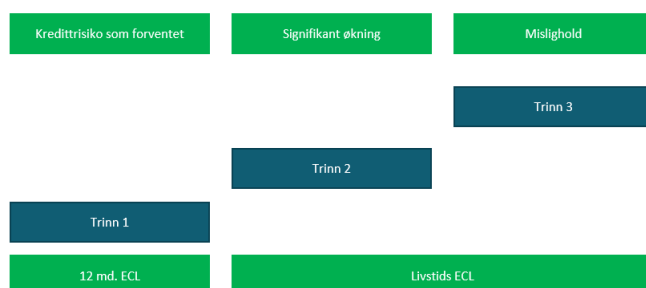 Kredittrisiko som forventet
Signifikant økning
Mislighold
Trinn 3
Trinn 2
Trinn 1
12 md. ECL
Livstids ECL